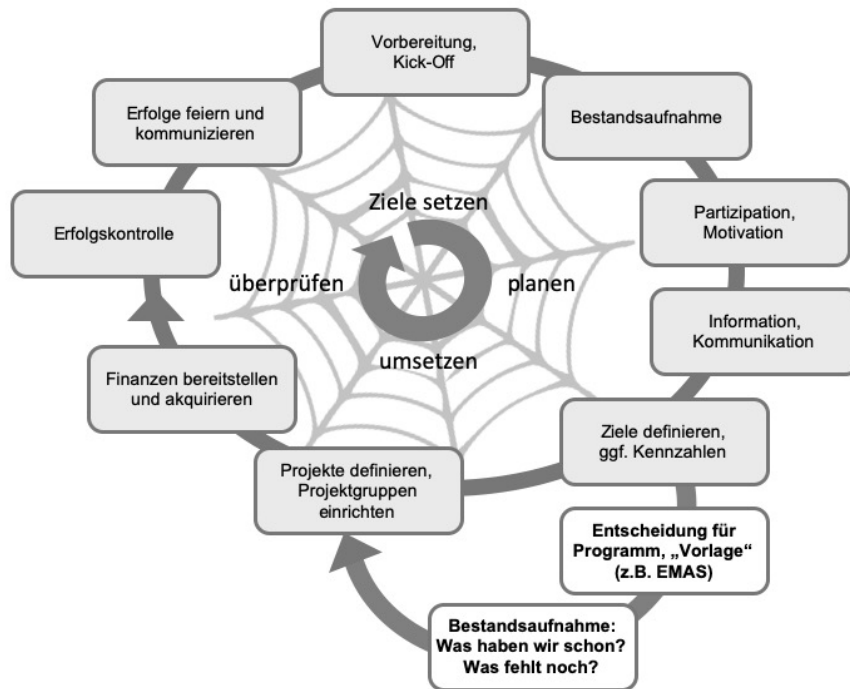 Vorbereitung,
Kick-Off
Bestandsaufnahme
Partizipation,
Motivation
Information,
Kommunikation
Ziele definieren,
ggf. Kennzahlen
Entscheidung für
Programm, „Vorlage“
(z.B. EMAS)
Bestandsaufnahme:
Was haben wir schon?
Was fehlt noch?
Projekte definieren,
Projektgruppen
einrichten
Finanzen bereitstellen
und akquirieren
Erfolgskontrolle
Erfolge feiern und
kommunizieren
Ziele setzen
planen
umsetzen
überprüfen